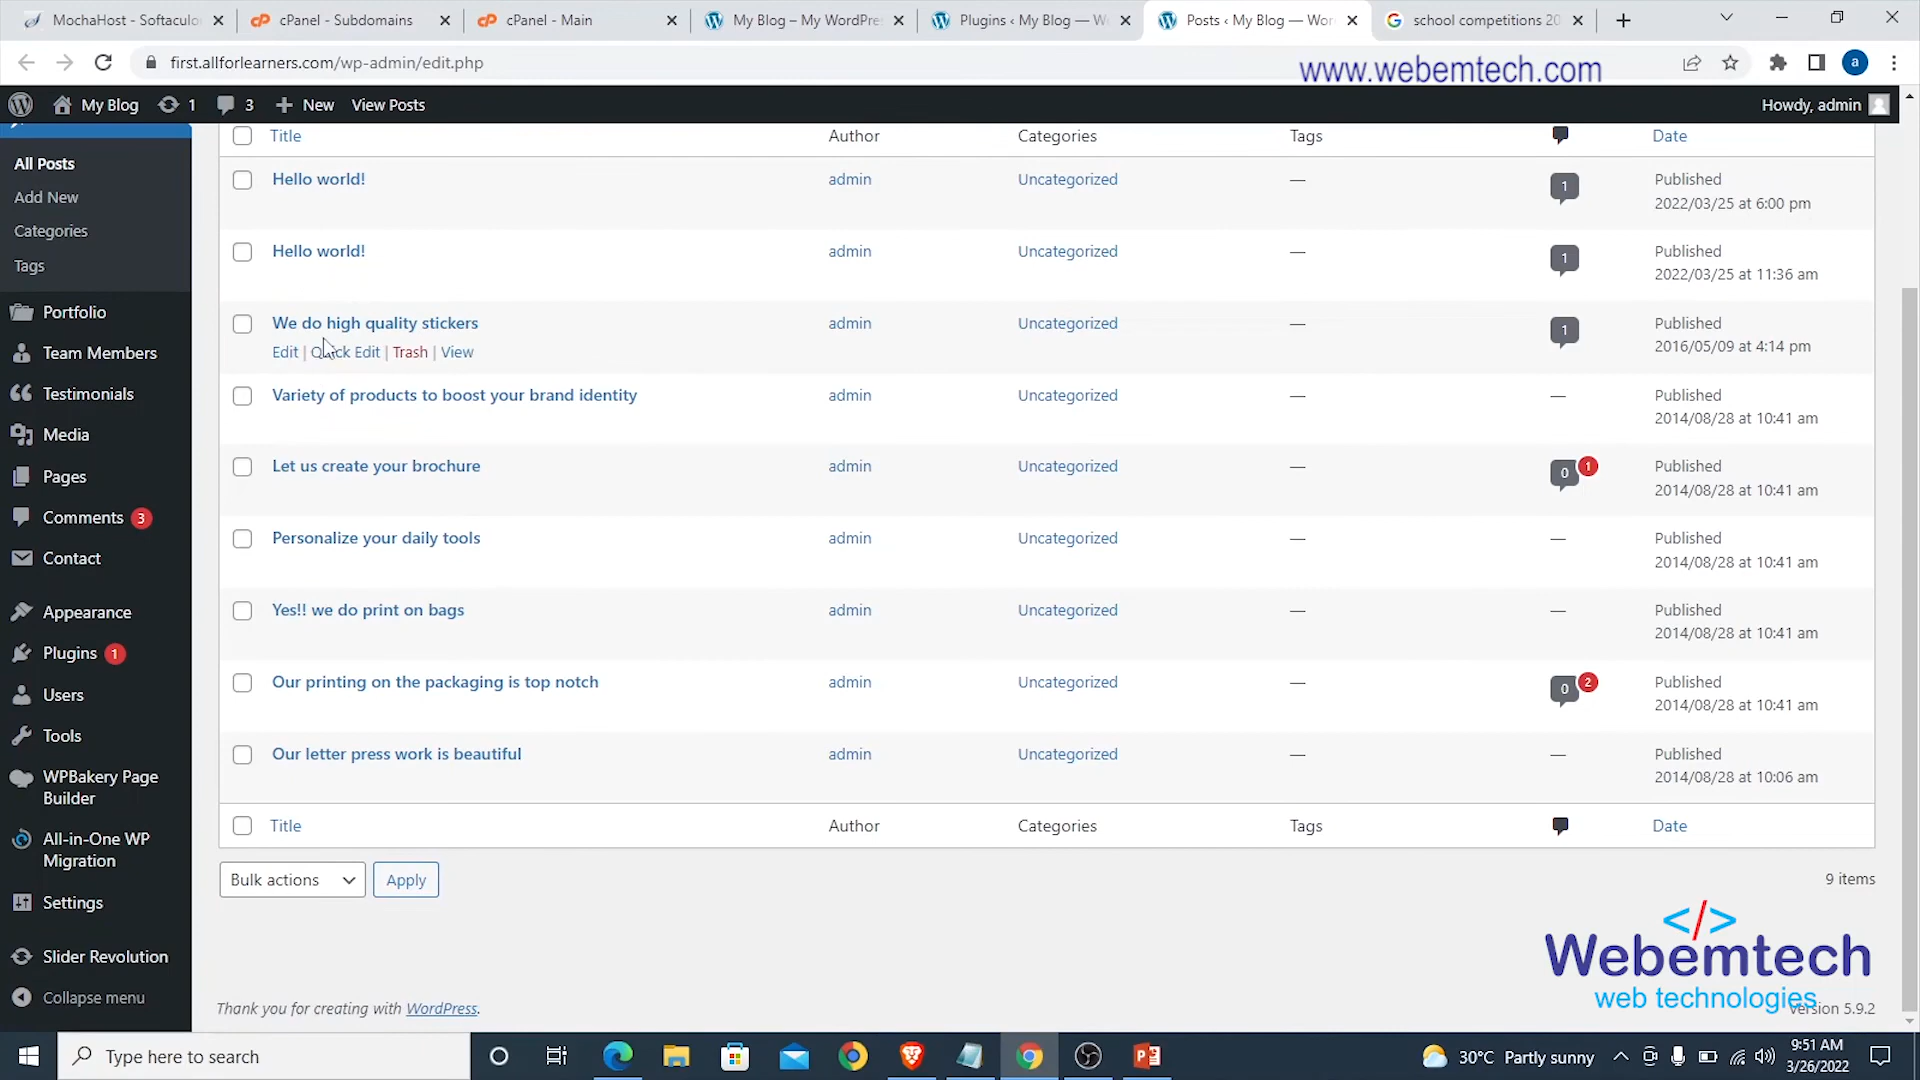 MochaHost - Softaculo
cPanel - Subdomains
cPanel - Main
My Blog – My WordPre
Plugins ‹ My Blog — W
Posts ‹ My Blog — Wor
school competitions 20
first.allforlearners.com/wp-admin/edit.php
www.webemtech.com
a
My Blog
1
3
New
View Posts
Howdy, admin
All Posts
Add New
Categories
Tags
Portfolio
Team Members
Testimonials
Media
Pages
Comments 3
Contact
Appearance
Plugins 1
Users
Tools
WPBakery Page
Builder
All-in-One WP
Migration
Settings
Slider Revolution
Collapse menu
Title Author Categories Tags Date
Hello world! admin Uncategorized — 1 Published
2022/03/25 at 6:00 pm
Hello world! admin Uncategorized — 1 Published
2022/03/25 at 11:36 am
We do high quality stickers admin Uncategorized — 1 Published
Edit | Quick Edit | Trash | View 2016/05/09 at 4:14 pm
Variety of products to boost your brand identity admin Uncategorized — — Published
2014/08/28 at 10:41 am
Let us create your brochure admin Uncategorized — 0 1 Published
2014/08/28 at 10:41 am
Personalize your daily tools admin Uncategorized — — Published
2014/08/28 at 10:41 am
Yes!! we do print on bags admin Uncategorized — — Published
2014/08/28 at 10:41 am
Our printing on the packaging is top notch admin Uncategorized — 0 2 Published
2014/08/28 at 10:41 am
Our letter press work is beautiful admin Uncategorized — — Published
2014/08/28 at 10:06 am
Title Author Categories Tags Date
Bulk actions Apply
9 items
</>
Webemtech
web technologies
Thank you for creating with WordPress.
Version 5.9.2
Type here to search
30°C Partly sunny
9:51 AM
3/26/2022